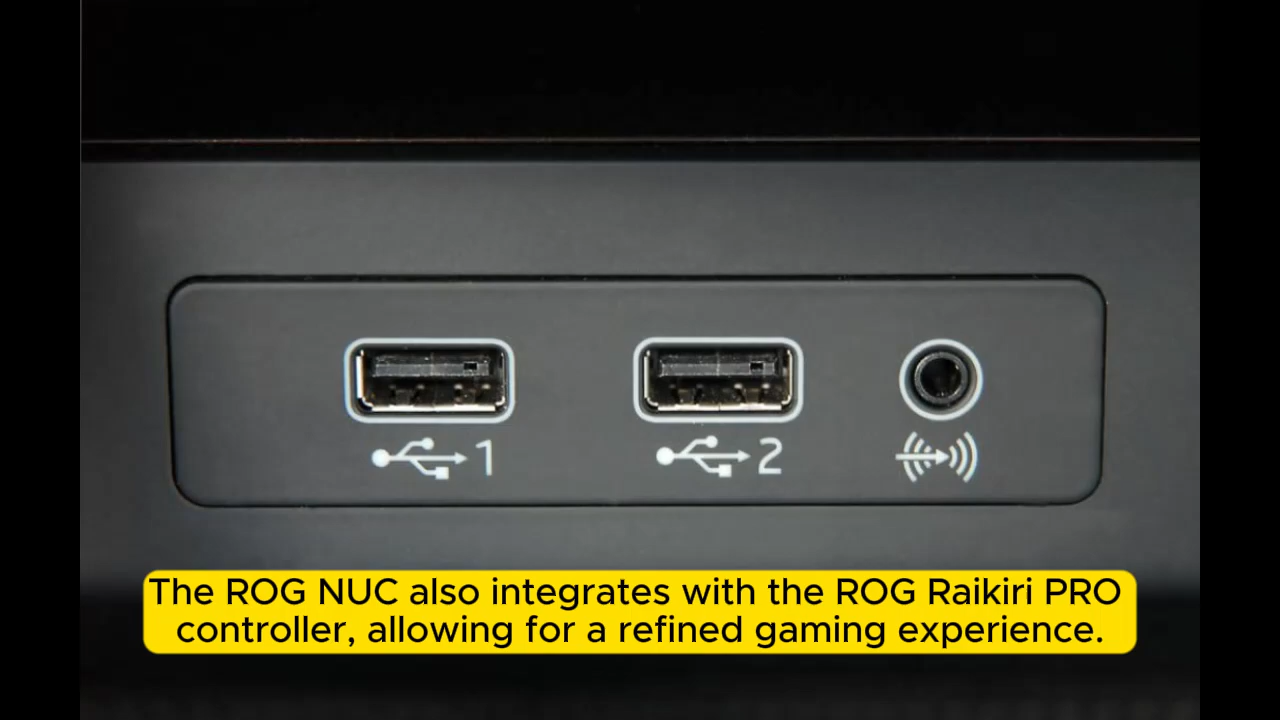 1
2
The ROG NUC also integrates with the ROG Raikiri PRO
controller, allowing for a refined gaming experience.